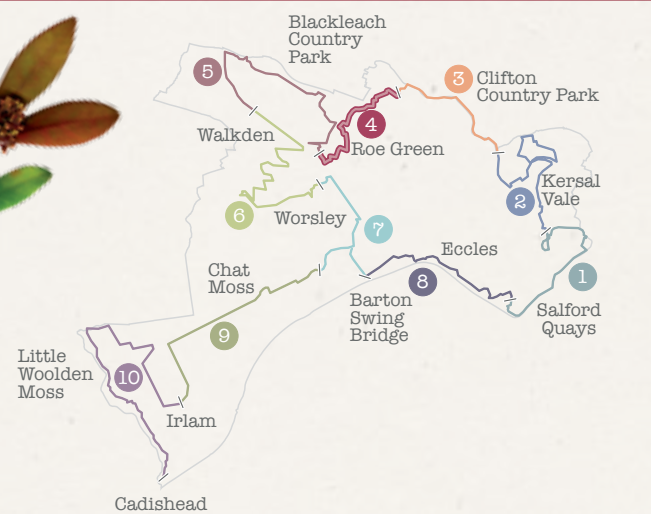 Blackleach
Country
Park
5
3
Clifton
Country Park
4
Walkden
Roe Green
Kersal
Vale
2
6
Worsley
7
Eccles
1
Chat
Moss
8
Salford
Quays
Barton
Swing
Bridge
9
Little
Woolden
Moss
10
Irlam
Cadishead